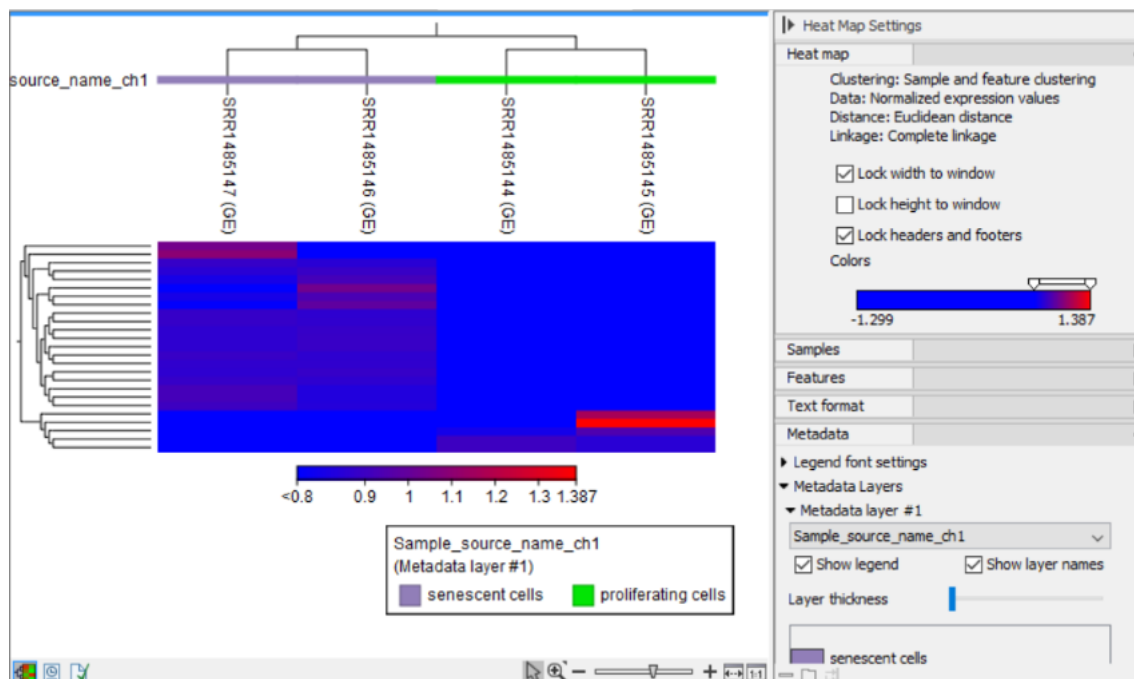 source_name_ch1
SRR1485147 (GE)
SRR1485146 (GE)
SRR1485144 (GE)
SRR1485145 (GE)
<0.8 0.9 1 1.1 1.2 1.3 1.387
Sample_source_name_ch1
(Metadata layer #1)
senescent cells proliferating cells
1:1
Heat Map Settings
Heat map
Clustering: Sample and feature clustering
Data: Normalized expression values
Distance: Euclidean distance
Linkage: Complete linkage
Lock width to window
Lock height to window
Lock headers and footers
Colors
-1.299 1.387
Samples
Features
Text format
Metadata
Legend font settings
Metadata Layers
Metadata layer #1
Sample_source_name_ch1
Show legend Show layer names
Layer thickness
senescent cells